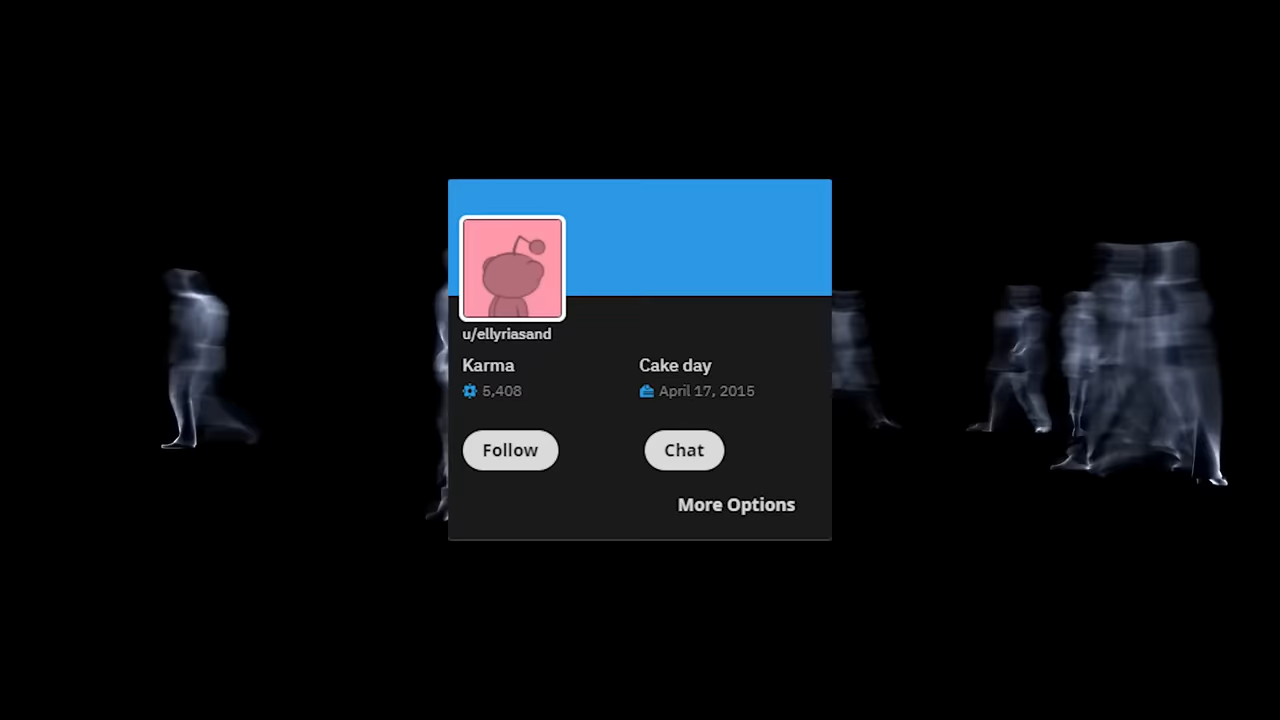 u/ellyriasand
Karma
Cake day
5,408
April 17, 2015
Follow
Chat
More Options